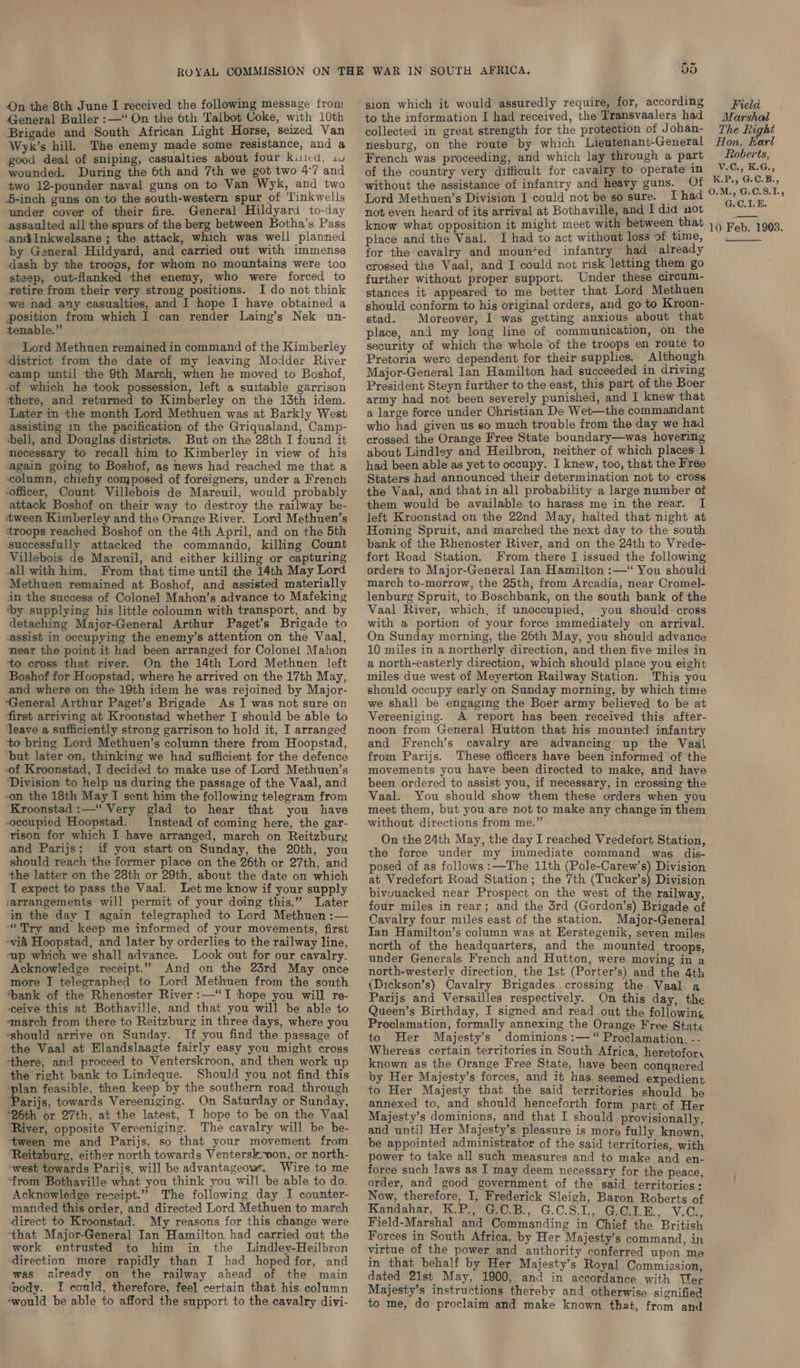 ROYAL COMMISSION ON THE WAR IN SOUTH AFRICA. 55
On the 8th June I received the following message from
General Buller :—“ On the 6th Talbot Coke, with 10th
Brigade and South African Light Horse, seized Van
Wyk’s hill. The enemy made some resistance, and a
good deal of sniping, casualties about four killed,
wounded. During the 6th and 7th we got two 4·7 and
two 12-pounder naval guns on to Van Wyk, and two
5-inch guns on to the south-western spur of Tinkwells
under cover of their fire. General Hildyard to-day
assaulted all the spurs of the berg between Botha’s Pass
and Inkwelsane ; the attack, which was well planned
by General Hildyard, and carried out with immense
dash by the troops, for whom no mountains were too
steep, out-flanked the enemy, who were forced to
retire from their very strong positions. I do not think
we had any casualties, and I hope I have obtained a
position from which I can render Laing’s Nek un-
tenable.”
Lord Methuen remained in command of the Kimberley
district from the date of my leaving Modder River
camp until the 9th March, when he moved to Boshof,
of which he took possession, left a suitable garrison
there, and returned to Kimberley on the 13th idem.
Later in the month Lord Methuen was at Barkly West
assisting in the pacification of the Griqualand, Camp-
bell, and Douglas districts. But on the 28th I found it
necessary to recall him to Kimberley in view of his
again going to Boshof, as news had reached me that a
column, chiefly composed of foreigners, under a French
officer, Count Villebois de Mareuil, would probably
attack Boshof on their way to destroy the railway be-
tween Kimberley and the Orange River. Lord Methuen’s
troops reached Boshof on the 4th April, and on the 5th
successfully attacked the commando, killing Count
Villebois de Mareuil, and either killing or capturing
all with him. From that time until the 14th May Lord
Methuen remained at Boshof, and assisted materially
in the success of Colonel Mahon’s advance to Mafeking
by supplying his little coloumn with transport, and by
detaching Major-General Arthur Paget’s Brigade to
assist in occupying the enemy’s attention on the Vaal,
near the point it had been arranged for Colonel Mahon
to cross that river. On the 14th Lord Methuen left
Boshof for Hoopstad, where he arrived on the 17th May,
and where on the 19th idem he was rejoined by Major-
General Arthur Paget’s Brigade As I was not sure on
first arriving at Kroonstad whether I should be able to
leave a sufficiently strong garrison to hold it, I arranged
to bring Lord Methuen’s column there from Hoopstad,
but later on, thinking we had sufficient for the defence
of Kroonstad, I decided to make use of Lord Methuen’s
Division to help us during the passage of the Vaal, and
on the 18th May I sent him the following telegram from
Kroonstad :—“ Very glad to hear that you have
occupied Hoopstad. Instead of coming here, the gar-
rison for which I have arranged, march on Reitzburg
and Parijs; if you start on Sunday, the 20th, you
should reach the former place on the 26th or 27th, and
the latter on the 28th or 29th, about the date on which
I expect to pass the Vaal. Let me know if your supply
arrangements will permit of your doing this.” Later
in the day I again telegraphed to Lord Methuen :—
“ Try and keep me informed of your movements, first
viâ Hoopstad, and later by orderlies to the railway line,
up which we shall advance. Look out for our cavalry.
Acknowledge receipt.” And on the 23rd May once
more I telegraphed to Lord Methuen from the south
bank of the Rhenoster River :—“ I hope you will re-
ceive this at Bothaville, and that you will be able to
march from there to Reitzburg in three days, where you
should arrive on Sunday. If you find the passage of
the Vaal at Elandslaagte fairly easy you might cross
there, and proceed to Venterskroon, and then work up
the right bank to Lindeque. Should you not find this
plan feasible, then keep by the southern road through
Parijs, towards Vereeniging. On Saturday or Sunday,
26th or 27th, at the latest, I hope to be on the Vaal
River, opposite Vereeniging. The cavalry will be be-
tween me and Parijs, so that your movement from
Reitzburg, either north towards Venterskroon, or north-
west towards Parijs, will be advantageous. Wire to me
from Bothaville what you think you will be able to do.
Acknowledge receipt.” The following day I counter-
manded this order, and directed Lord Methuen to march
direct to Kroonstad. My reasons for this change were
that Major-General Ian Hamilton had carried out the
work entrusted to him in the Lindley-Heilbron
direction more rapidly than I had hoped for, and
was already on the railway ahead of the main
body. I could, therefore, feel certain that his column
would be able to afford the support to the cavalry divi-
sion which it would assuredly require, for, according
to the information I had received, the Transvaalers had
collected in great strength for the protection of Johan-
nesburg, on the route by which Lieutenant-General
French was proceeding, and which lay through a part
of the country very difficult for cavalry to operate in
without the assistance of infantry and heavy guns. Of
Lord Methuen’s Division I could not be so sure. I had
not even heard of its arrival at Bothaville, and I did not
know what opposition it might meet with between that
place and the Vaal. I had to act without loss of time,
for the cavalry and mounted infantry had already
crossed the Vaal, and I could not risk letting them go
further without proper support. Under these circum-
stances it appeared to me better that Lord Methuen
should conform to his original orders, and go to Kroon-
stad. Moreover, I was getting anxious about that
place, and my long line of communication, on the
security of which the whole of the troops en route to
Pretoria were dependent for their supplies. Although
Major-General Ian Hamilton had succeeded in driving
President Steyn further to the east, this part of the Boer
army had not been severely punished, and I knew that
a large force under Christian De Wet—the commandant
who had given us so much trouble from the day we had
crossed the Orange Free State boundary—was hovering
about Lindley and Heilbron, neither of which places I
had been able as yet to occupy. I knew, too, that the Free
Staters had announced their determination not to cross
the Vaal, and that in all probability a large number of
them would be available to harass me in the rear. I
left Kroonstad on the 22nd May, halted that night at
Honing Spruit, and marched the next day to the south
bank of the Rhenoster River, and on the 24th to Vrede-
fort Road Station. From there I issued the following
orders to Major-General Ian Hamilton :—“ You should
march to-morrow, the 25th, from Arcadia, near Cromel-
lenburg Spruit, to Boschbank, on the south bank of the
Vaal River, which, if unoccupied, you should cross
with a portion of your force immediately on arrival.
On Sunday morning, the 26th May, you should advance
10 miles in a northerly direction, and then five miles in
a north-easterly direction, which should place you eight
miles due west of Meyerton Railway Station. This you
should occupy early on Sunday morning, by which time
we shall be engaging the Boer army believed to be at
Vereeniging. A report has been received this after-
noon from General Hutton that his mounted infantry
and French’s cavalry are advancing up the Vaal
from Parijs. These officers have been informed of the
movements you have been directed to make, and have
been ordered to assist you, if necessary, in crossing the
Vaal. You should show them these orders when you
meet them, but you are not to make any change in them
without directions from me.”
On the 24th May, the day I reached Vredefort Station,
the force under my immediate command was dis-
posed of as follows :—The 11th (Pole-Carew’s) Division
at Vredefort Road Station; the 7th (Tucker’s) Division
bivouacked near Prospect on the west of the railway,
four miles in rear; and the 3rd (Gordon’s) Brigade of
Cavalry four miles east of the station. Major-General
Ian Hamilton’s column was at Eerstegenik, seven miles
north of the headquarters, and the mounted troops,
under Generals French and Hutton, were moving in a
north-westerly direction, the 1st (Porter’s) and the 4th
(Dickson’s) Cavalry Brigades crossing the Vaal a
Parijs and Versailles respectively. On this day, the
Queen’s Birthday, I signed and read out the following
Proclamation, formally annexing the Orange Free State
to Her Majesty’s dominions :—“ Proclamation.--
Whereas certain territories in South Africa, heretofore
known as the Orange Free State, have been conquered
by Her Majesty’s forces, and it has seemed expedient
to Her Majesty that the said territories should be
annexed to, and should henceforth form part of Her
Majesty’s dominions, and that I should provisionally,
and until Her Majesty’s pleasure is more fully known,
be appointed administrator of the said territories, with
power to take all such measures and to make and en-
force such laws as I may deem necessary for the peace,
order, and good government of the said territories:
Now, therefore, I, Frederick Sleigh, Baron Roberts of
Kandahar, K.P., G.C.B., G.C.S.I., G.C.I.E., V.C.,
Field-Marshal and Commanding in Chief the British
Forces in South Africa, by Her Majesty’s command, in
virtue of the power and authority conferred upon me
in that behalf by Her Majesty’s Royal Commission,
dated 21st May, 1900, and in accordance with Her
Majesty’s instructions thereby and otherwise signified
to me, do proclaim and make known that, from and
Field
Marshal
The Right
Hon. Earl
Roberts,
V.C., K.G.,
K.P., G.C.B.,
O.M., G.C.S.I.,
G.C.I.E.
10 Feb. 1903.